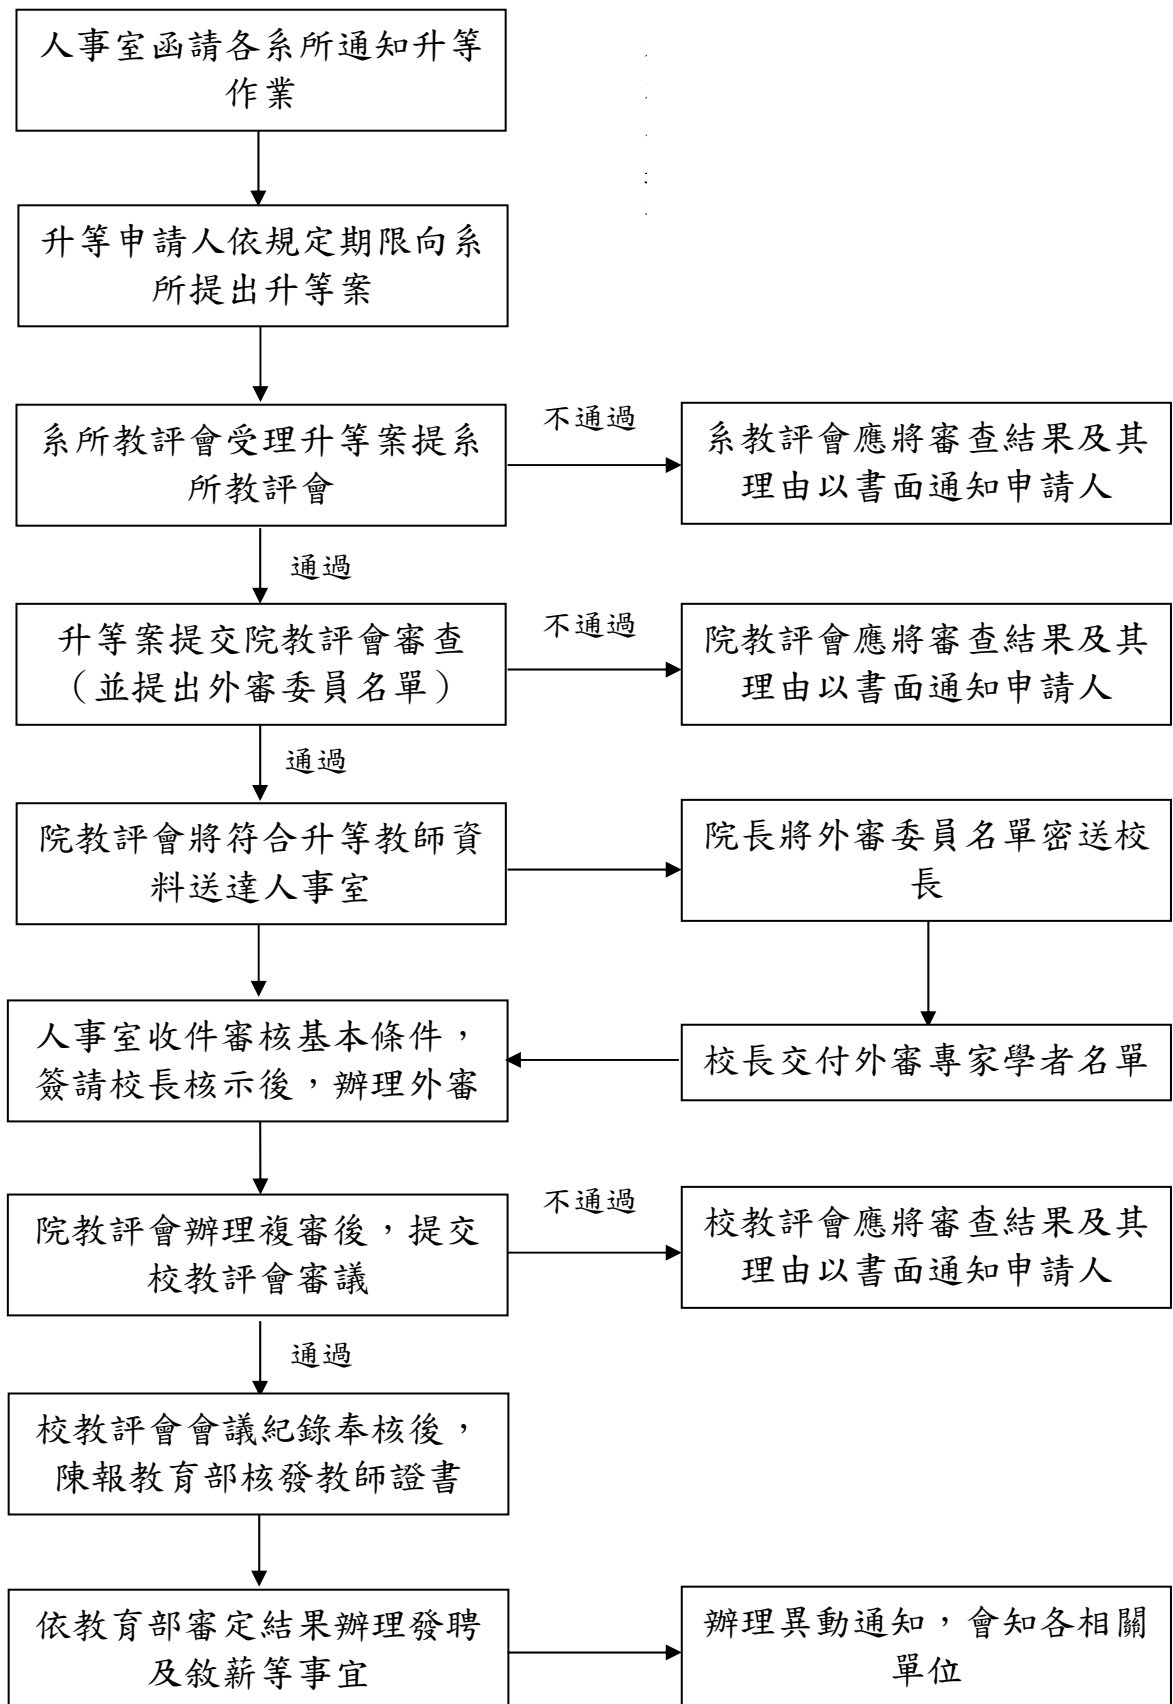 人事室函請各系所通知升等
作業
升等申請人依規定期限向系
所提出升等案
系所教評會受理升等案提系
所教評會
不通過
系教評會應將審查結果及其
理由以書面通知申請人
通過
升等案提交院教評會審查
（並提出外審委員名單）
不通過
院教評會應將審查結果及其
理由以書面通知申請人
通過
院教評會將符合升等教師資
料送達人事室
院長將外審委員名單密送校
長
人事室收件審核基本條件，
簽請校長核示後，辦理外審
校長交付外審專家學者名單
院教評會辦理複審後，提交
校教評會審議
不通過
校教評會應將審查結果及其
理由以書面通知申請人
通過
校教評會會議紀錄奉核後，
陳報教育部核發教師證書
依教育部審定結果辦理發聘
及敘薪等事宜
辦理異動通知，會知各相關
單位